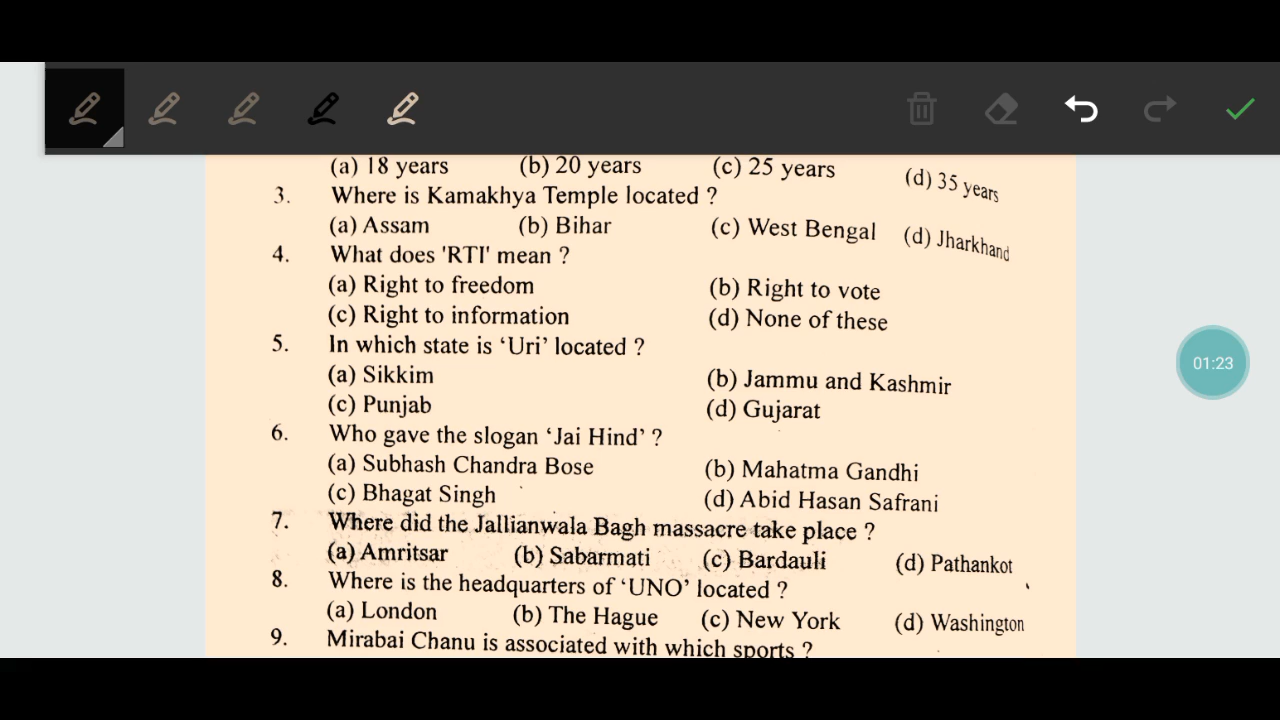 (a) 18 years (b) 20 years (c) 25 years (d) 35 years
3. Where is Kamakhya Temple located ?
(a) Assam (b) Bihar (c) West Bengal (d) Jharkhand
4. What does 'RTI' mean ?
(a) Right to freedom (b) Right to vote
(c) Right to information (d) None of these
5. In which state is ‘Uri’ located ?
(a) Sikkim (b) Jammu and Kashmir
(c) Punjab (d) Gujarat
6. Who gave the slogan ‘Jai Hind’ ?
(a) Subhash Chandra Bose (b) Mahatma Gandhi
(c) Bhagat Singh (d) Abid Hasan Safrani
7. Where did the Jallianwala Bagh massacre take place ?
(a) Amritsar (b) Sabarmati (c) Bardauli (d) Pathankot
8. Where is the headquarters of ‘UNO’ located ?
(a) London (b) The Hague (c) New York (d) Washington
9. Mirabai Chanu is associated with which sports ?
01:23